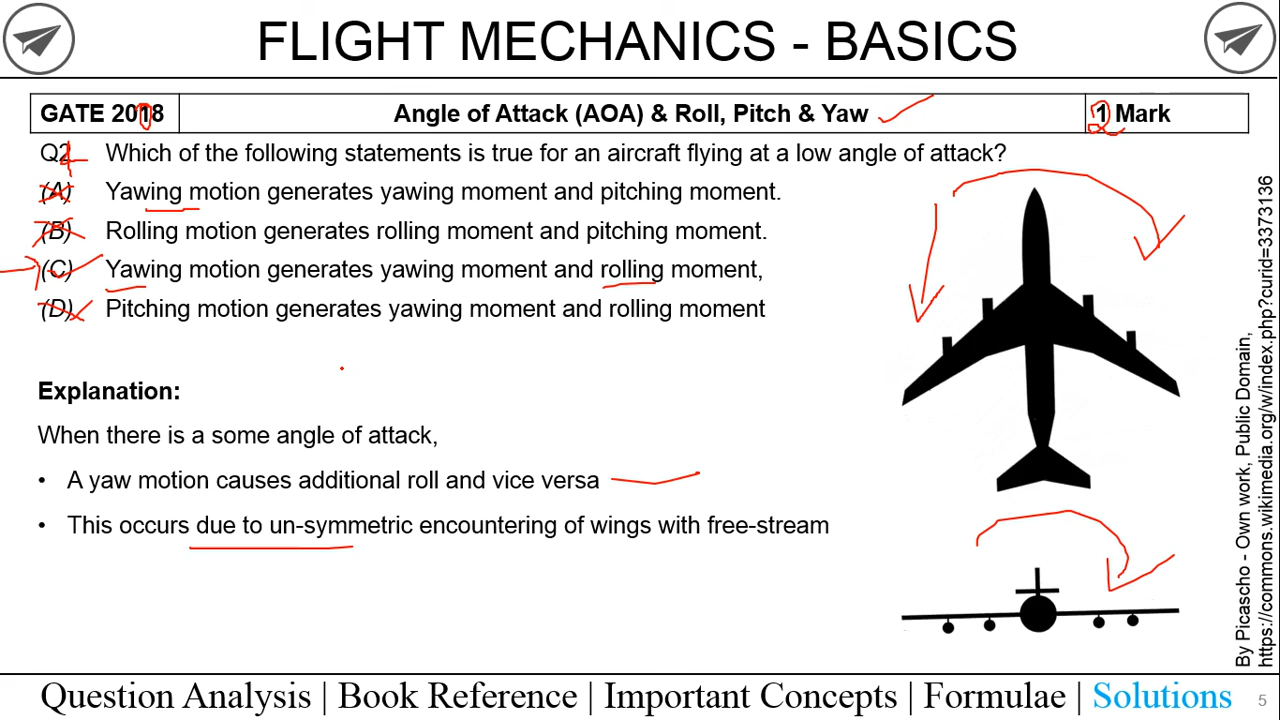 FLIGHT MECHANICS - BASICS
GATE 2018
Angle of Attack (AOA) & Roll, Pitch & Yaw
Mark
Which of the following statements is true for an aircraft flying at a low angle of attack?
(A) Yawing motion generates yawing moment and pitching moment.
(B) Rolling motion generates rolling moment and pitching moment.
(C) Yawing motion generates yawing moment and rolling moment,
(D) Pitching motion generates yawing moment and rolling moment
Explanation:
When there is a some angle of attack,
• A yaw motion causes additional roll and vice versa
• This occurs due to un-symmetric encountering of wings with free-stream
By Picascho - Own work, Public Domain,
https://commons.wikimedia.org/w/index.php?curid=3373136
Question Analysis | Book Reference | Important Concepts | Formulae | Solutions
5